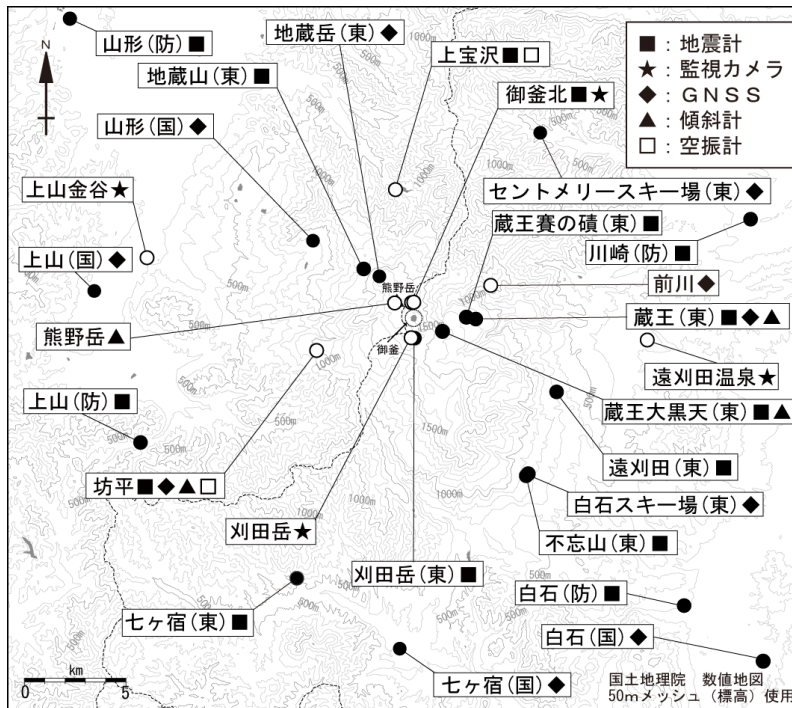 山形(防)■
地蔵岳(東)◆
地蔵山(東)■
上宝沢■□
御釜北■★
■：地震計
★：監視カメラ
◆：ＧＮＳＳ
▲：傾斜計
□：空振計
N
山形(国)◆
上山金谷★
セントメリースキー場(東)◆
蔵王賽の磧(東)■
川崎(防)■
上山(国)◆
前川◆
熊野岳
蔵王(東)■◆▲
熊野岳▲
御釜
遠刈田温泉★
上山(防)■
蔵王大黒天(東)■▲
遠刈田(東)■
坊平■◆▲□
白石スキー場(東)◆
刈田岳★
不忘山(東)■
刈田岳(東)■
白石(防)■
七ヶ宿(東)■
白石(国)◆
七ヶ宿(国)◆
km
0 5
国土地理院　数値地図
50mメッシュ（標高）使用
500m
1000m
1500m